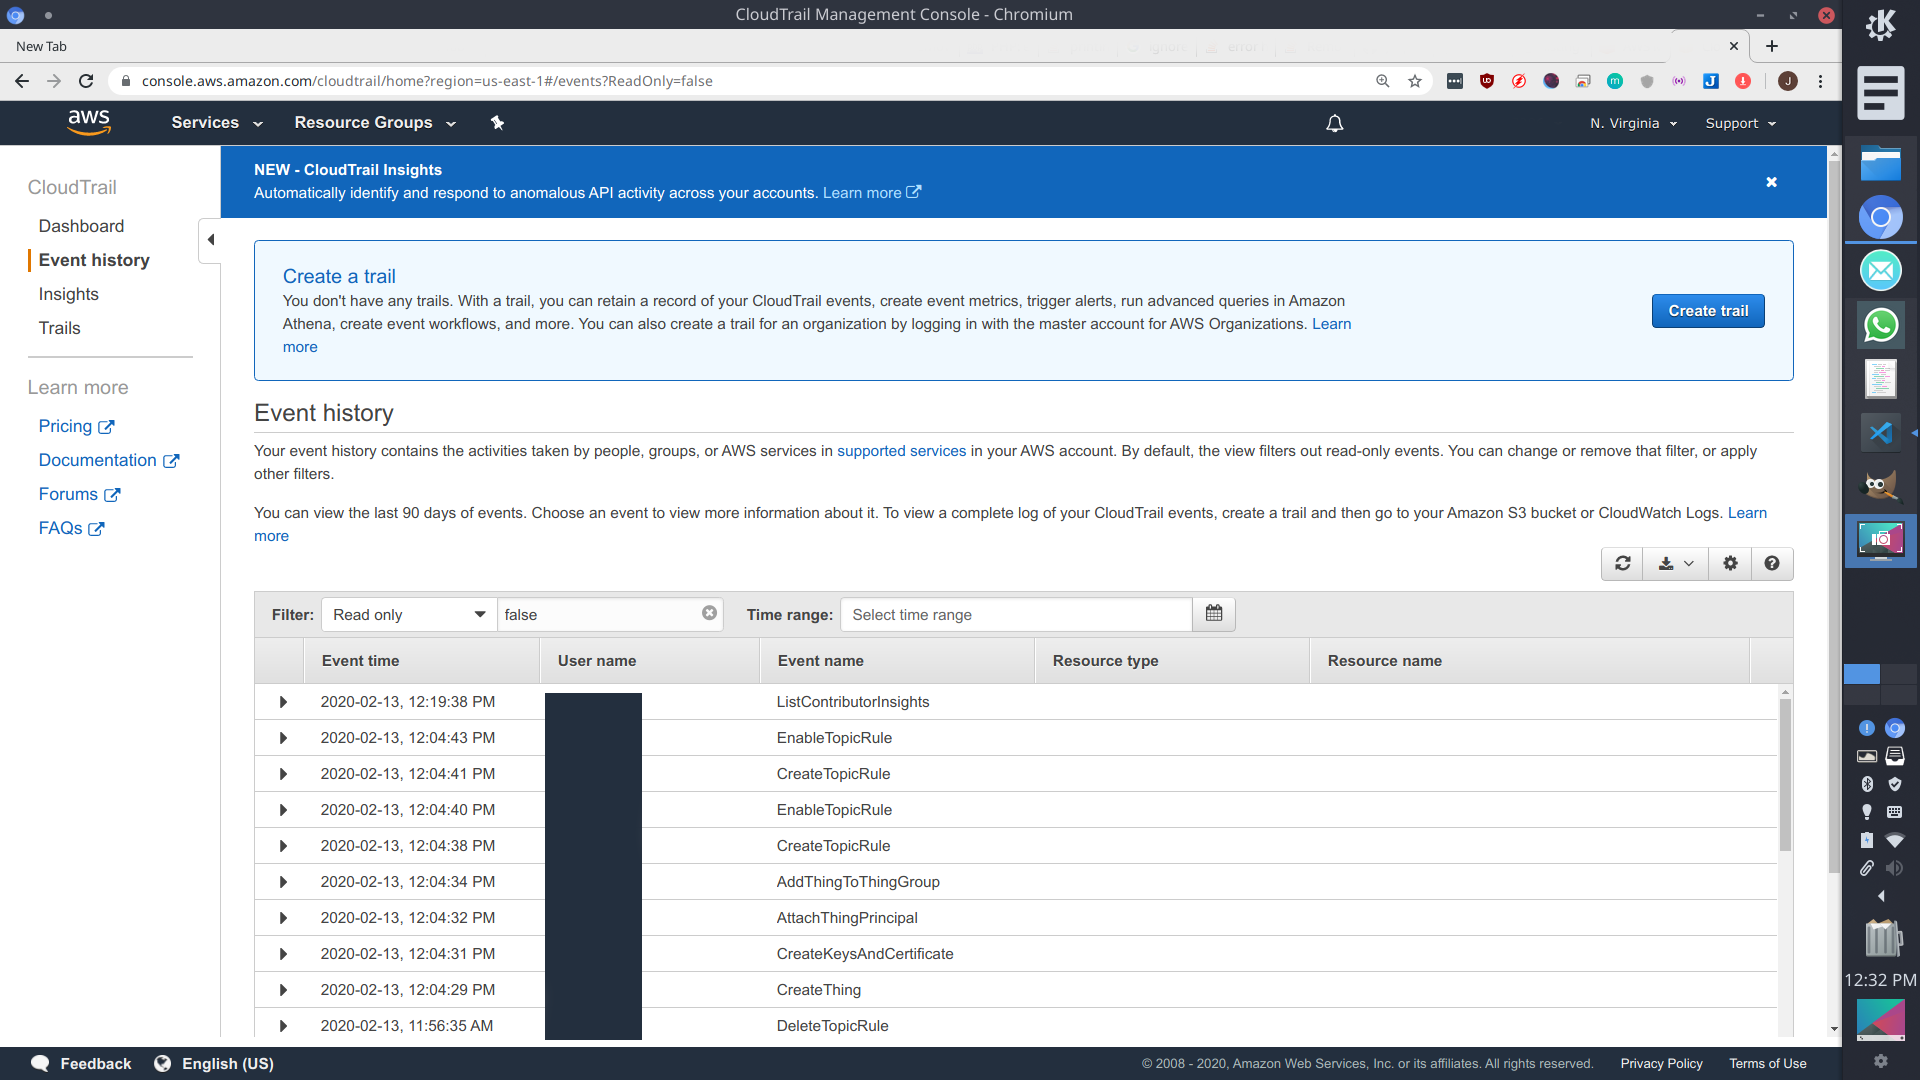 CloudTrail Management Console - Chromium
New Tab
console.aws.amazon.com/cloudtrail/home?region=us-east-1#/events?ReadOnly=false
aws
Services
Resource Groups
N. Virginia
Support
CloudTrail
Dashboard
Event history
Insights
Trails
Learn more
Pricing
Documentation
Forums
FAQs
NEW - CloudTrail Insights
Automatically identify and respond to anomalous API activity across your accounts. Learn more
Create a trail
You don't have any trails. With a trail, you can retain a record of your CloudTrail events, create event metrics, trigger alerts, run advanced queries in Amazon
Athena, create event workflows, and more. You can also create a trail for an organization by logging in with the master account for AWS Organizations. Learn
more
Create trail
Event history
Your event history contains the activities taken by people, groups, or AWS services in supported services in your AWS account. By default, the view filters out read-only events. You can change or remove that filter, or apply
other filters.
You can view the last 90 days of events. Choose an event to view more information about it. To view a complete log of your CloudTrail events, create a trail and then go to your Amazon S3 bucket or CloudWatch Logs. Learn
more
Filter: Read only false Time range: Select time range
Event time User name Event name Resource type Resource name
2020-02-13, 12:19:38 PM ListContributorInsights
2020-02-13, 12:04:43 PM EnableTopicRule
2020-02-13, 12:04:41 PM CreateTopicRule
2020-02-13, 12:04:40 PM EnableTopicRule
2020-02-13, 12:04:38 PM CreateTopicRule
2020-02-13, 12:04:34 PM AddThingToThingGroup
2020-02-13, 12:04:32 PM AttachThingPrincipal
2020-02-13, 12:04:31 PM CreateKeysAndCertificate
2020-02-13, 12:04:29 PM CreateThing
2020-02-13, 11:56:35 AM DeleteTopicRule
Feedback
English (US)
© 2008 - 2020, Amazon Web Services, Inc. or its affiliates. All rights reserved.
Privacy Policy
Terms of Use
12:32 PM